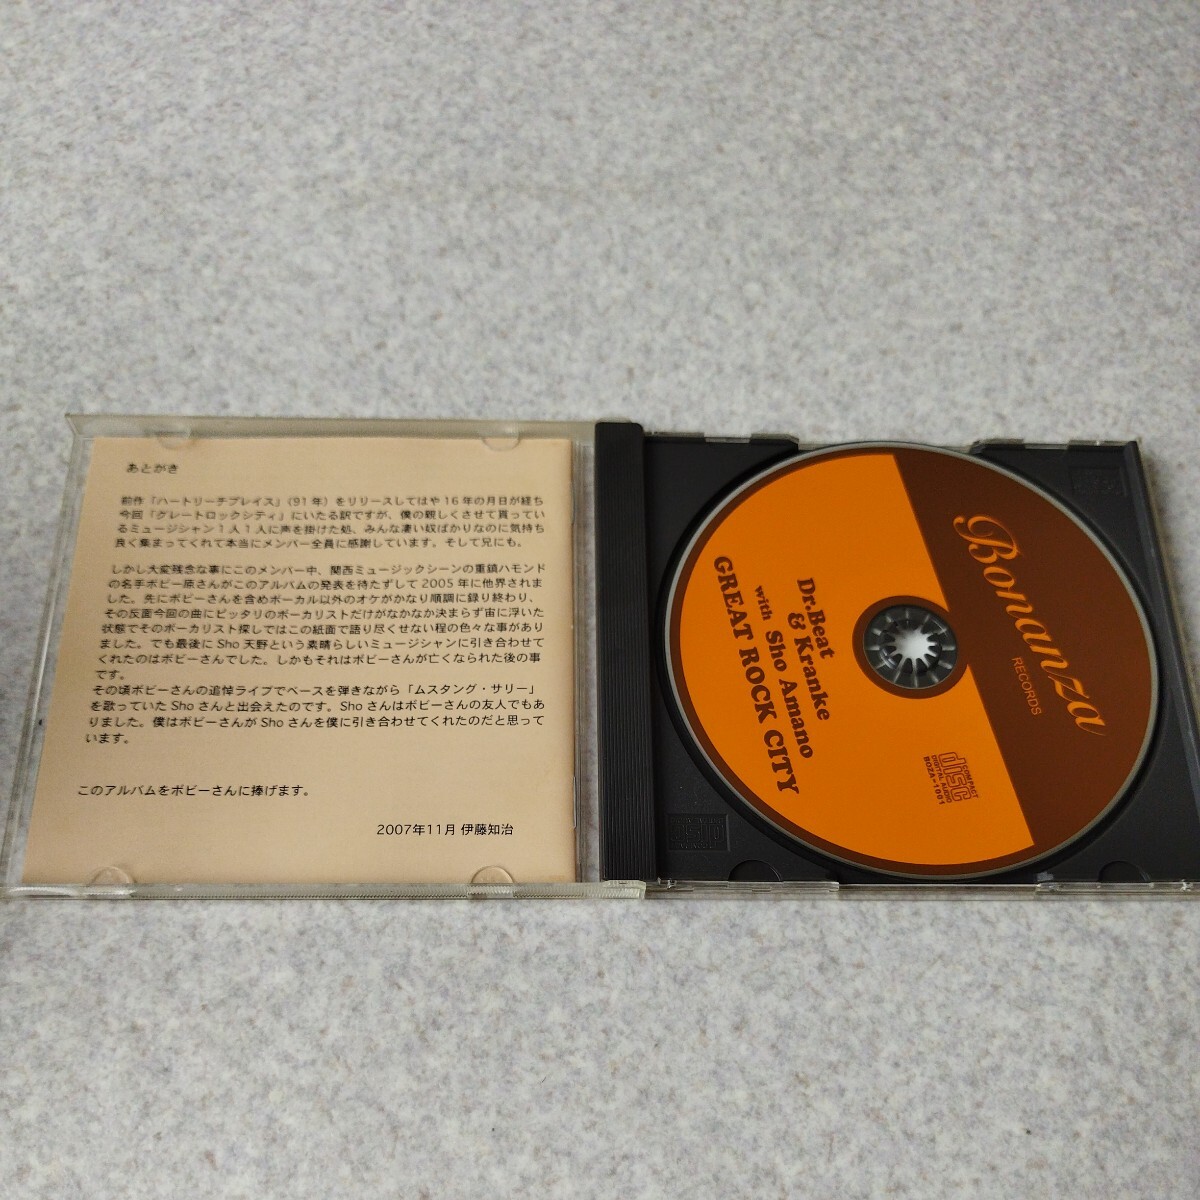 あとがき
前作「ハートリーチプレイス」(91年)をリリースしてはや16年の月日が経ち
今回「グレートロックシティ」にいたる訳ですが、僕の親しくさせて貰ってい
るミュージシャン1人1人に声を掛けた処、みんな凄い奴ばかりなのに気持ち
良く集まってくれて本当にメンバー全員に感謝しています。そして兄にも。
しかし大変残念な事にこのメンバー中、関西ミュージックシーンの重鎮ハモンド
の名手ボビー原さんがこのアルバムの発表を待たずして2005年に他界されま
した。先にボビーさんを含めボーカル以外のオケがかなり順調に録り終わり、
その反面今回の曲にピッタリのボーカリストだけがなかなか決まらず宙に浮いた
状態でそのボーカリスト探しではこの紙面で語り尽くせない程の色々な事があり
ました。でも最後にSho天野という素晴らしいミュージシャンに引き合わせて
くれたのはボビーさんでした。しかもそれはボビーさんが亡くなられた後の事
です。
その頃ボビーさんの追悼ライブでベースを弾きながら「ムスタング・サリー」
を歌っていたShoさんと出会えたのです。Shoさんはボビーさんの友人でもあ
りました。僕はボビーさんがShoさんを僕に引き合わせてくれたのだと思って
います。
このアルバムをボビーさんに捧げます。
2007年11月 伊藤知治
Bonanza
RECORDS
Dr.Beat
& Kranke
with Sho Amano
GREAT ROCK CITY
COMPACT
disc
DIGITAL AUDIO
BOZA-1001